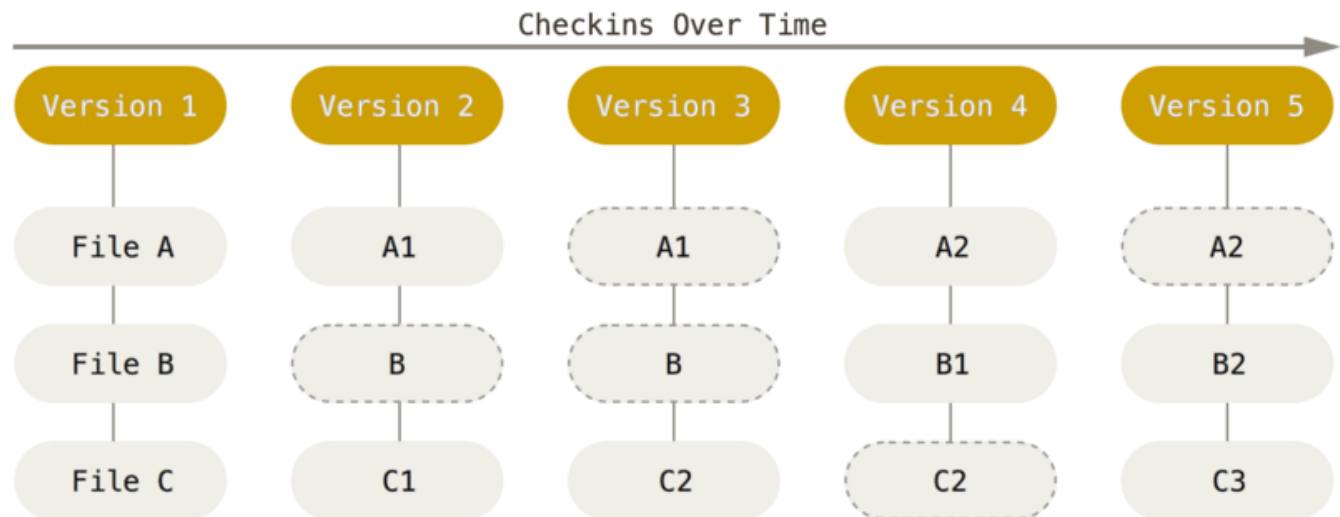 Checkins Over Time
Version 1 Version 2 Version 3 Version 4 Version 5
File A A1 A1 A2 A2
File B B B B1 B2
File C C1 C2 C2 C3